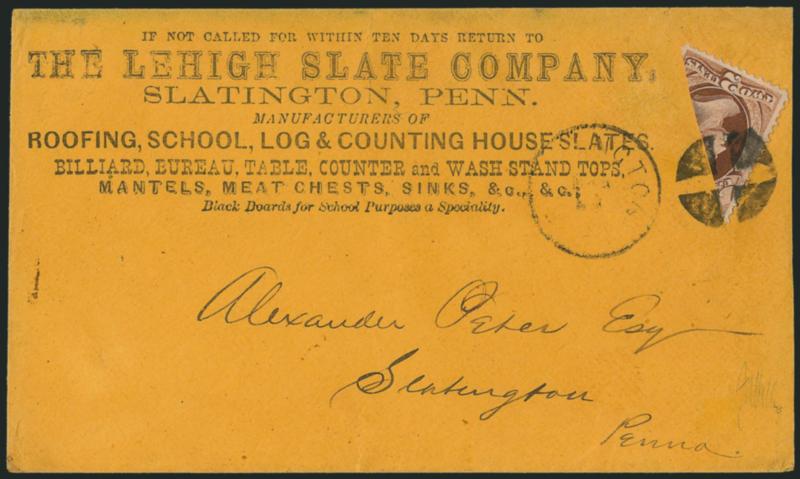 IF NOT CALLED FOR WITHIN TEN DAYS RETURN TO
THE LEHIGH SLATE COMPANY,
SLATINGTON, PENN.
MANUFACTURERS OF
ROOFING, SCHOOL, LOG & COUNTING HOUSE SLATES.
BILLIARD, BUREAU, TABLE, COUNTER and WASH STAND TOPS,
MANTELS, MEAT CHESTS, SINKS, &c., &c.
Black Boards for School Purposes a Speciality.
Alexander Peter Esq
Slatington
Penna.